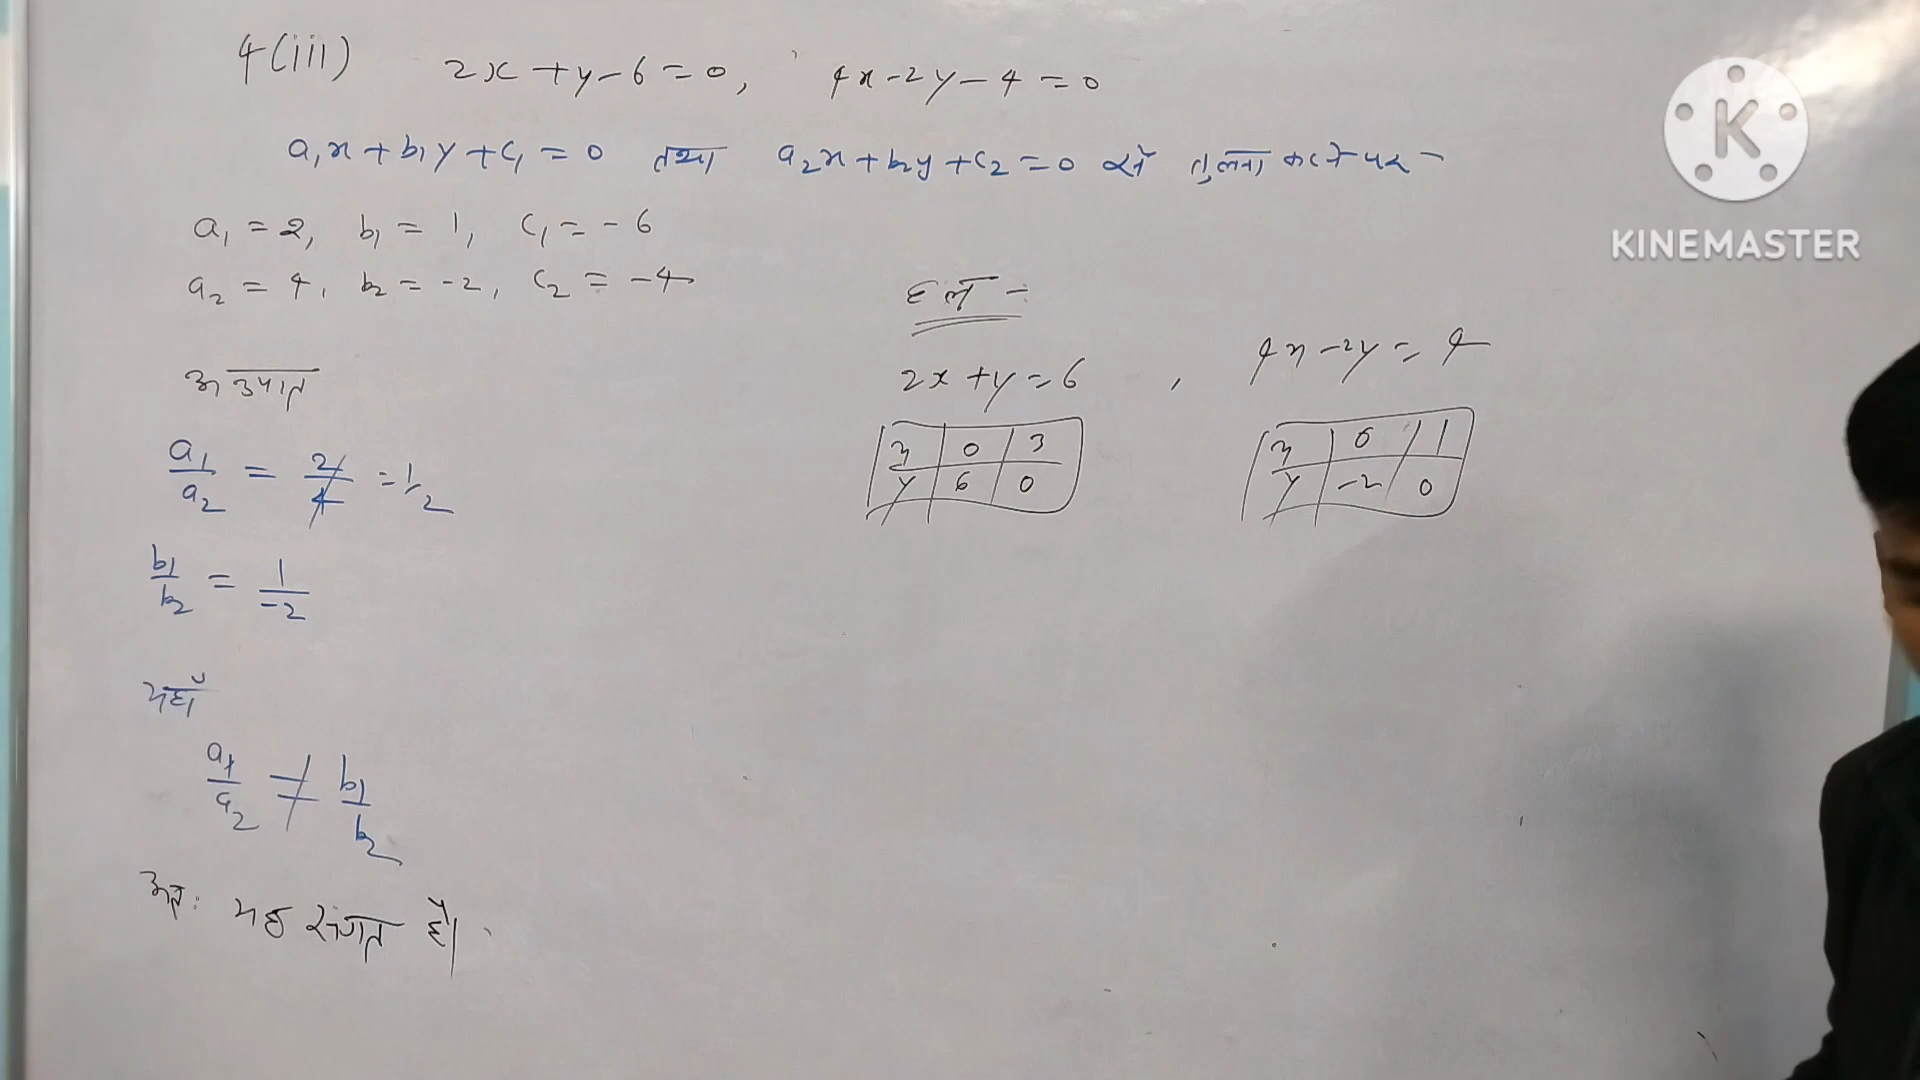 4(iii) 2x+y-6=0, 4x-2y-4=0
a₁x+b₁y+c₁=0 तथा a₂x+b₂y+c₂=0 से तुलना करने पर -
a₁=2, b₁=1, c₁=-6
a₂=4, b₂=-2, c₂=-4
अनुपात
a₁/a₂ = 2/4 = 1/2
b₁/b₂ = 1/-2
यहाँ
a₁/a₂ ≠ b₁/b₂
अतः यह संगत है।
हल -
2x+y=6, 4x-2y=4
x | 0 | 3
y | 6 | 0
x | 0 | 1
y | -2 | 0
K
KINEMASTER